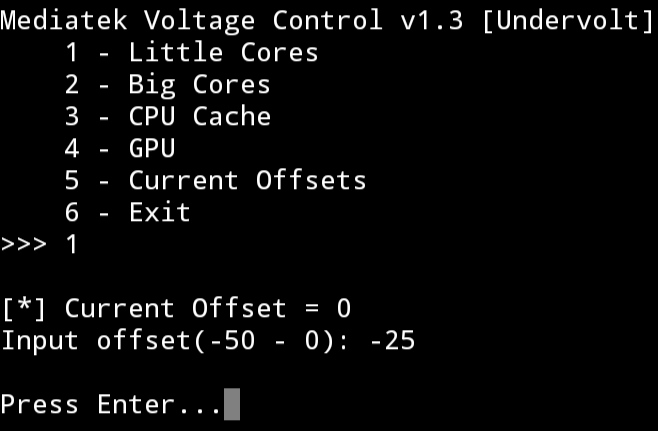 Mediatek Voltage Control v1.3 [Undervolt]
1 - Little Cores
2 - Big Cores
3 - CPU Cache
4 - GPU
5 - Current Offsets
6 - Exit
>>> 1
[*] Current Offset = 0
Input offset(-50 - 0): -25
Press Enter...